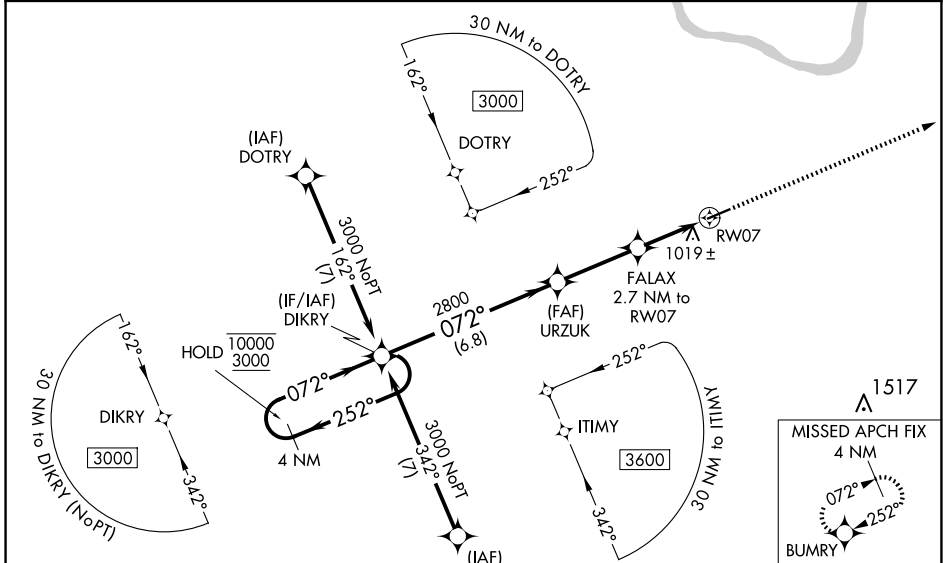 30 NM to DOTRY
162°
3000
DOTRY
252°
(IAF)
DOTRY
3000 NoPT
162°
(7)
RW07
1019 ±
FALAX
2.7 NM to
RW07
(IF/IAF)
DIKRY
2800
072°
(6.8)
(FAF)
URZUK
HOLD
10000
3000
072°
252°
4 NM
162°
30 NM to DIKRY (NoPT)
DIKRY
3000
342°
3000 NoPT
342°
(7)
(IAF)
252°
ITIMY
30 NM to ITIMY
3600
342°
1517
MISSED APCH FIX
4 NM
072°
252°
BUMRY